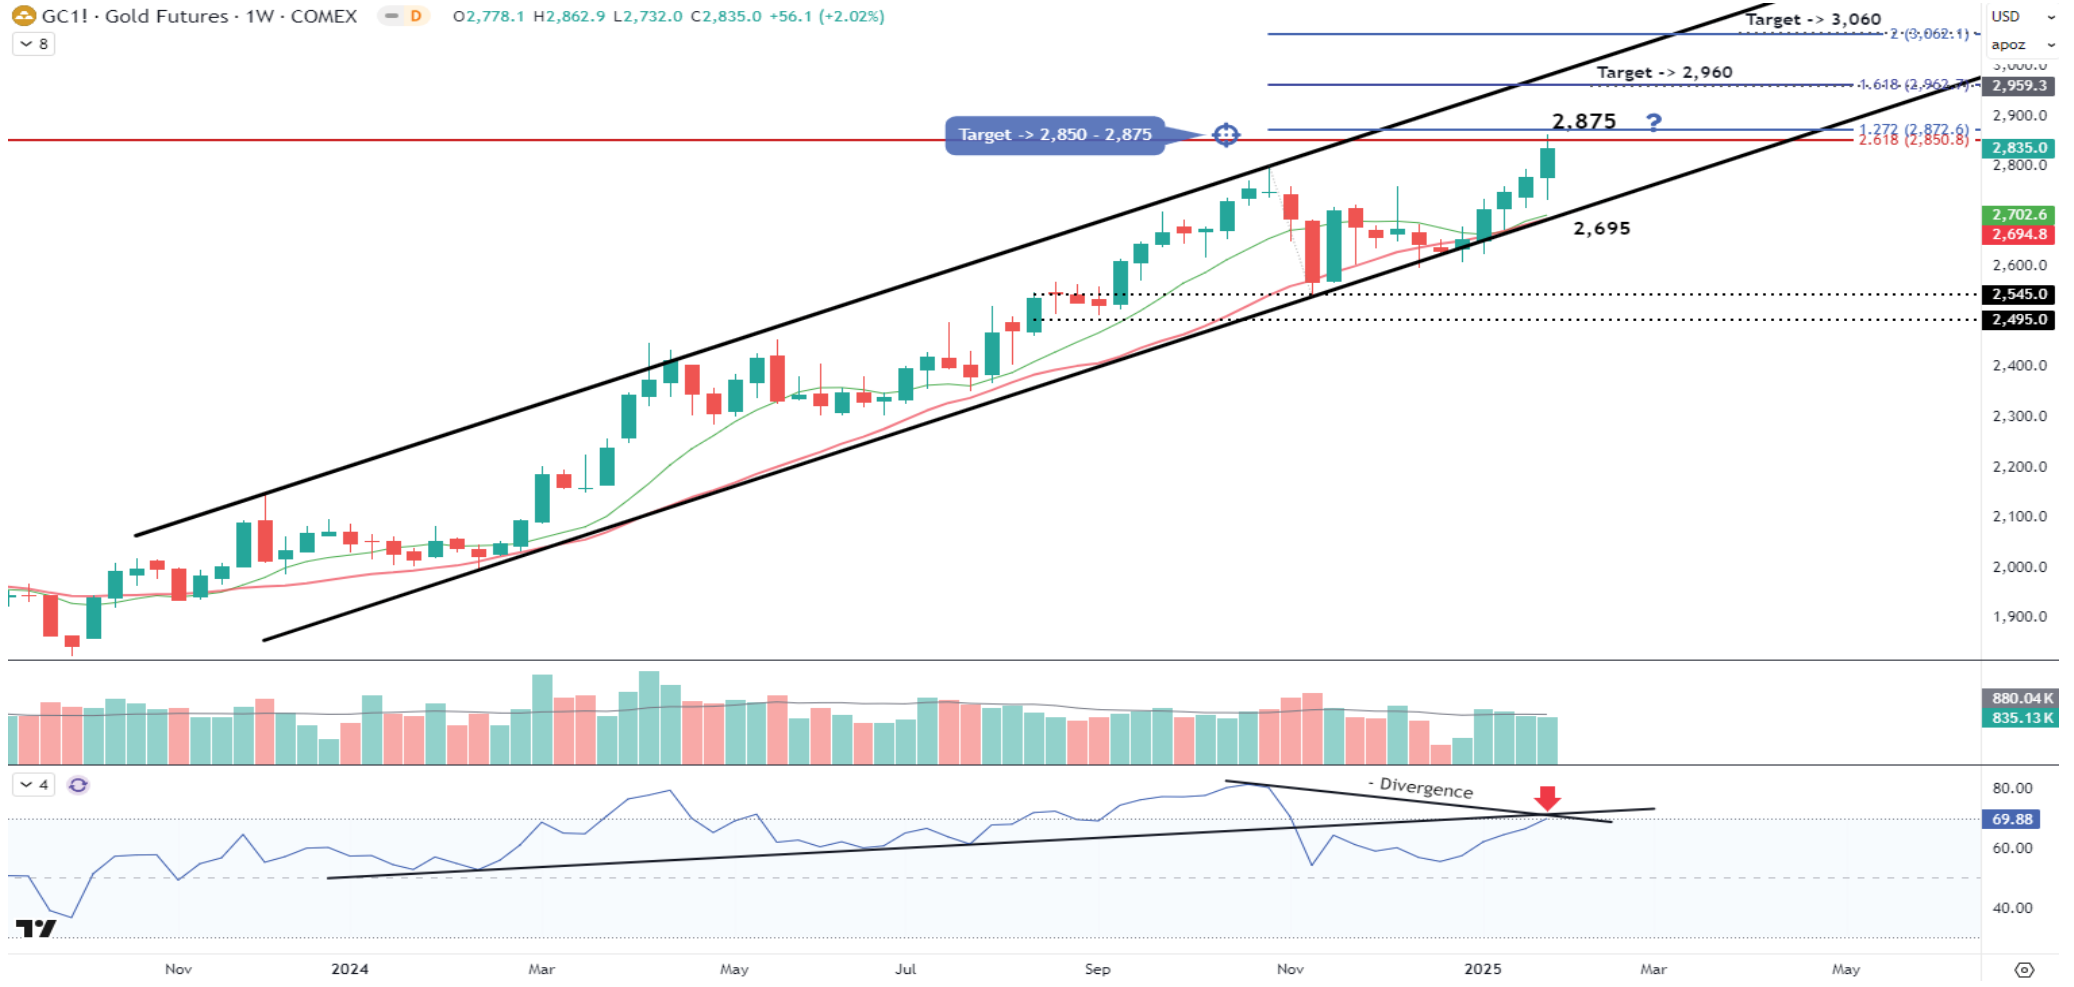 GC1! · Gold Futures · 1W · COMEX D O2,778.1 H2,862.9 L2,732.0 C2,835.0 +56.1 (+2.02%)
8
USD
apoz
Target -> 3,060
2 (3,062.1)
3,000.0
Target -> 2,960
1.618 (2,962.7)
2,959.3
2,900.0
2,875 ?
Target -> 2,850 - 2,875
1.272 (2,872.6)
2.618 (2,850.8)
2,835.0
2,800.0
2,702.6
2,695
2,694.8
2,600.0
2,545.0
2,495.0
2,400.0
2,300.0
2,200.0
2,100.0
2,000.0
1,900.0
880.04 K
835.13 K
4
- Divergence
80.00
69.88
60.00
40.00
Nov 2024 Mar May Jul Sep Nov 2025 Mar May